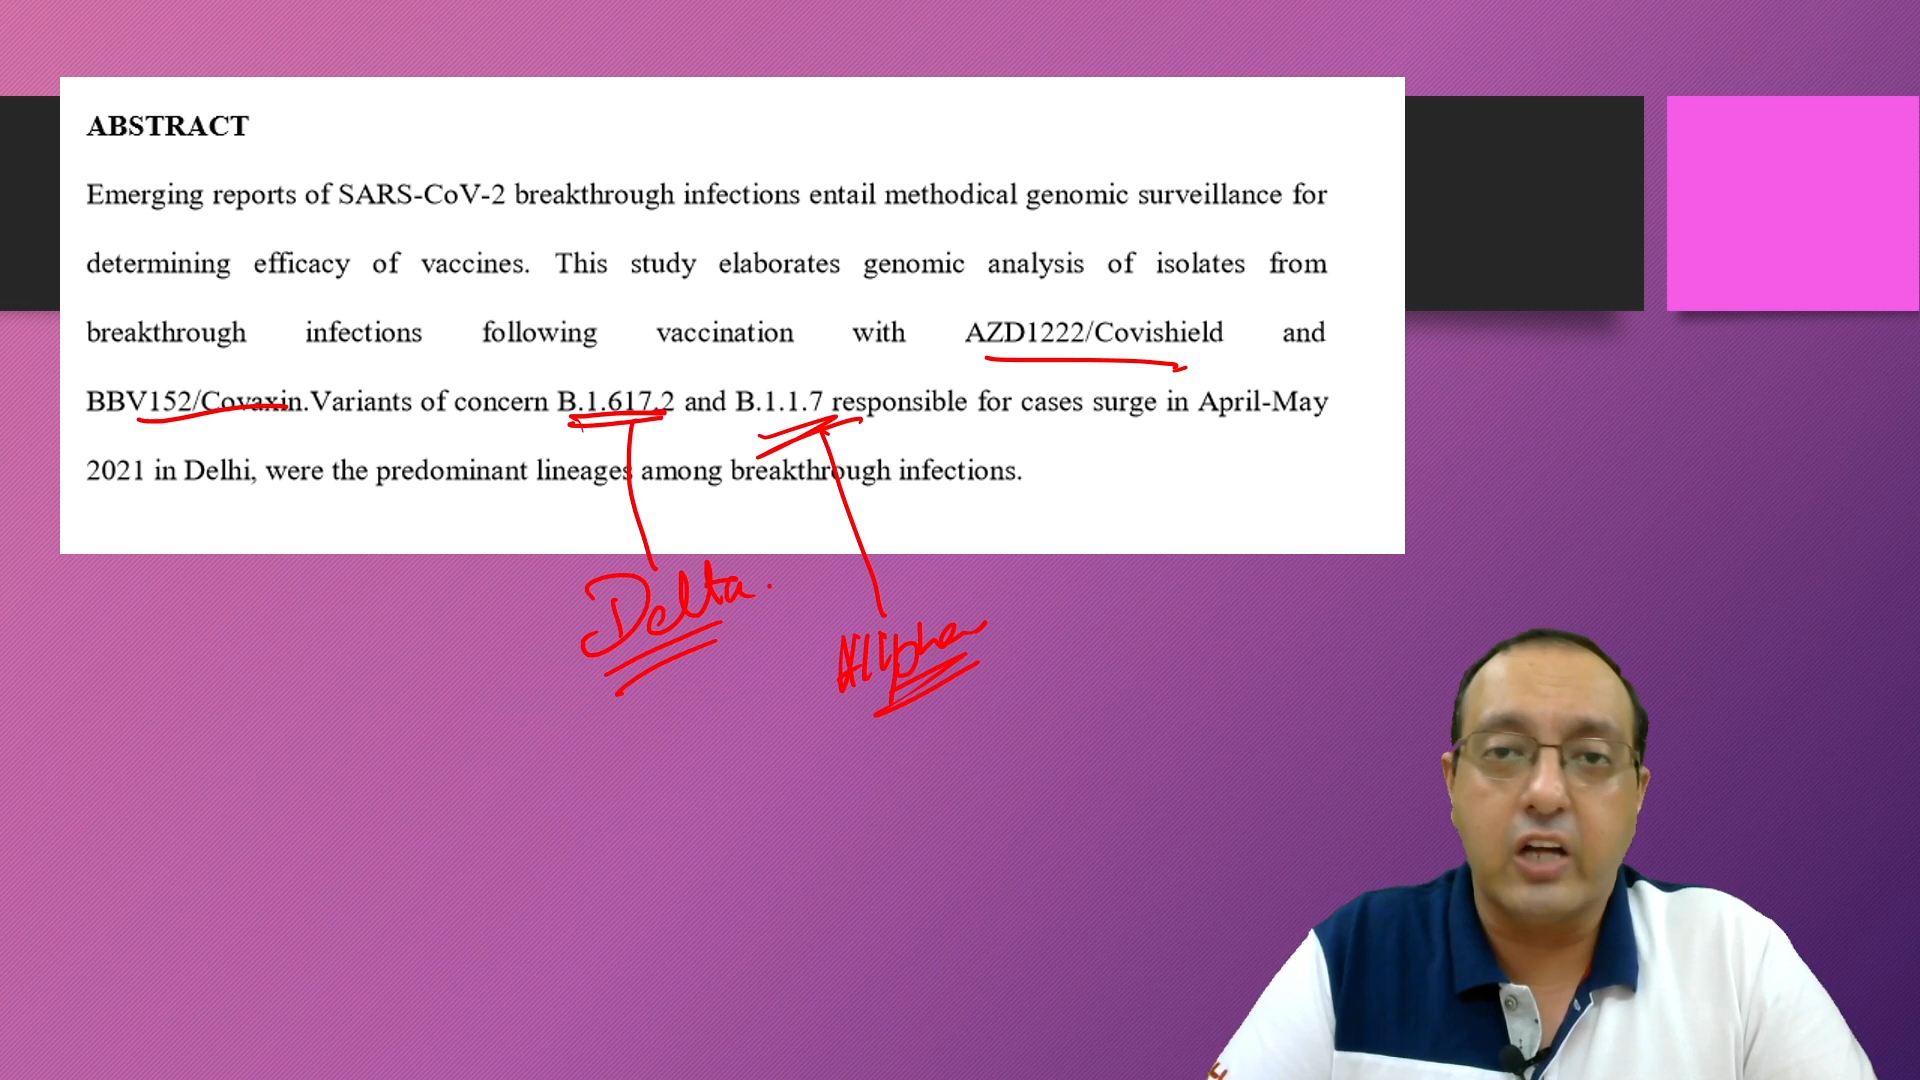 ABSTRACT
Emerging reports of SARS-CoV-2 breakthrough infections entail methodical genomic surveillance for
determining efficacy of vaccines. This study elaborates genomic analysis of isolates from
breakthrough infections following vaccination with AZD1222/Covishield and
BBV152/Covaxin.Variants of concern B.1.617.2 and B.1.1.7 responsible for cases surge in April-May
2021 in Delhi, were the predominant lineages among breakthrough infections.
Delta.